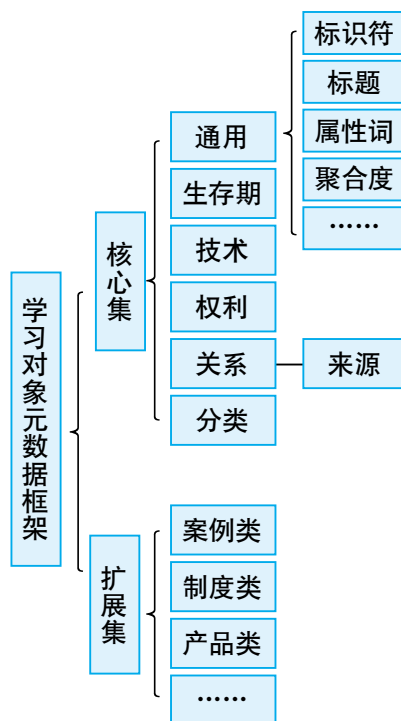 学习对象元数据框架
核心集
通用
标识符
标题
属性词
聚合度
……
生存期
技术
权利
关系
来源
分类
扩展集
案例类
制度类
产品类
……